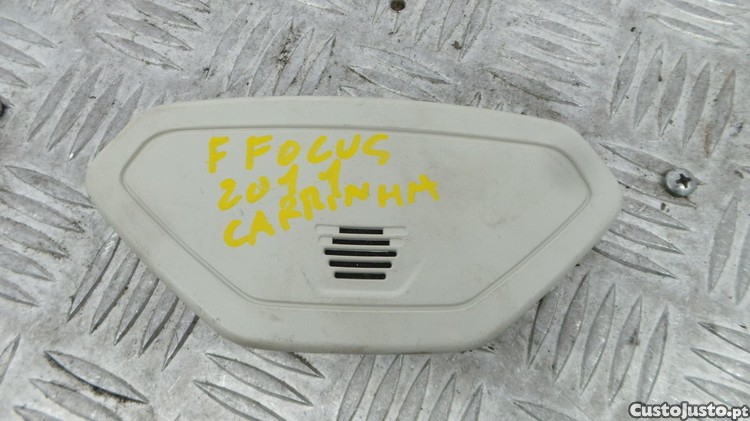 F FOCUS
2011
CARRINHA
CustoJusto.pt